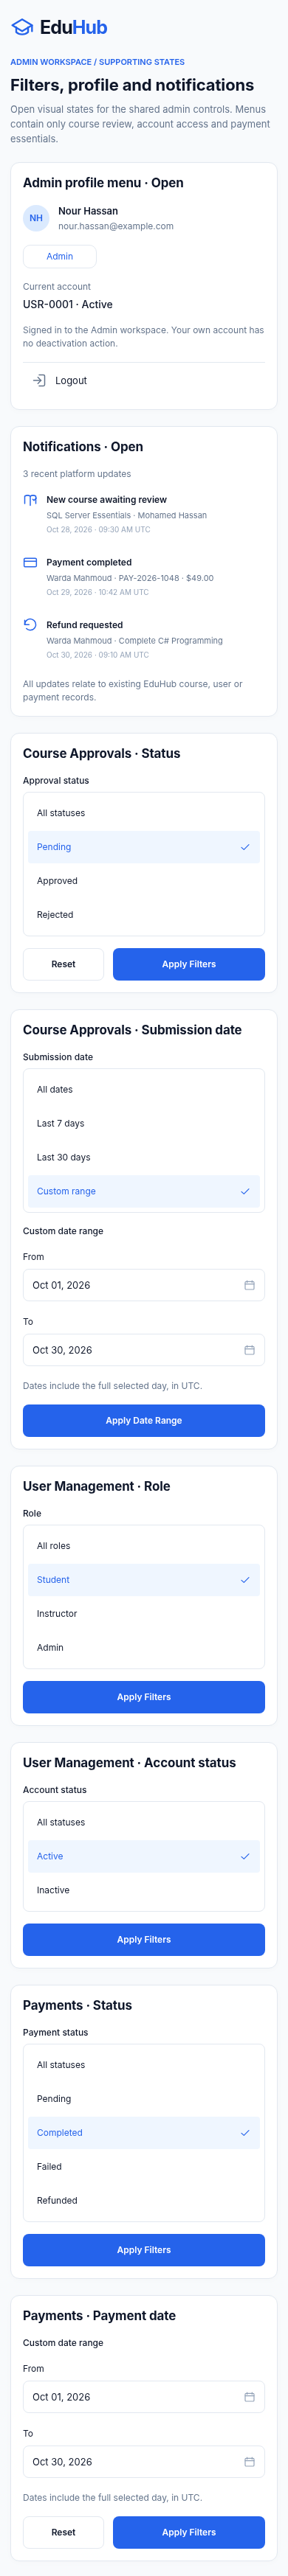 EduHub
ADMIN WORKSPACE / SUPPORTING STATES
Filters, profile and notifications
Open visual states for the shared admin controls. Menus
contain only course review, account access and payment
essentials.
Admin profile menu · Open
NH
Nour Hassan
nour.hassan@example.com
Admin
Current account
USR-0001 · Active
Signed in to the Admin workspace. Your own account has
no deactivation action.
Logout
Notifications · Open
3 recent platform updates
New course awaiting review
SQL Server Essentials · Mohamed Hassan
Oct 28, 2026 · 09:30 AM UTC
Payment completed
Warda Mahmoud · PAY-2026-1048 · $49.00
Oct 29, 2026 · 10:42 AM UTC
Refund requested
Warda Mahmoud · Complete C# Programming
Oct 30, 2026 · 09:10 AM UTC
All updates relate to existing EduHub course, user or
payment records.
Course Approvals · Status
Approval status
All statuses
Pending
Approved
Rejected
Reset
Apply Filters
Course Approvals · Submission date
Submission date
All dates
Last 7 days
Last 30 days
Custom range
Custom date range
From
Oct 01, 2026
To
Oct 30, 2026
Dates include the full selected day, in UTC.
Apply Date Range
User Management · Role
Role
All roles
Student
Instructor
Admin
Apply Filters
User Management · Account status
Account status
All statuses
Active
Inactive
Apply Filters
Payments · Status
Payment status
All statuses
Pending
Completed
Failed
Refunded
Apply Filters
Payments · Payment date
Custom date range
From
Oct 01, 2026
To
Oct 30, 2026
Dates include the full selected day, in UTC.
Reset
Apply Filters